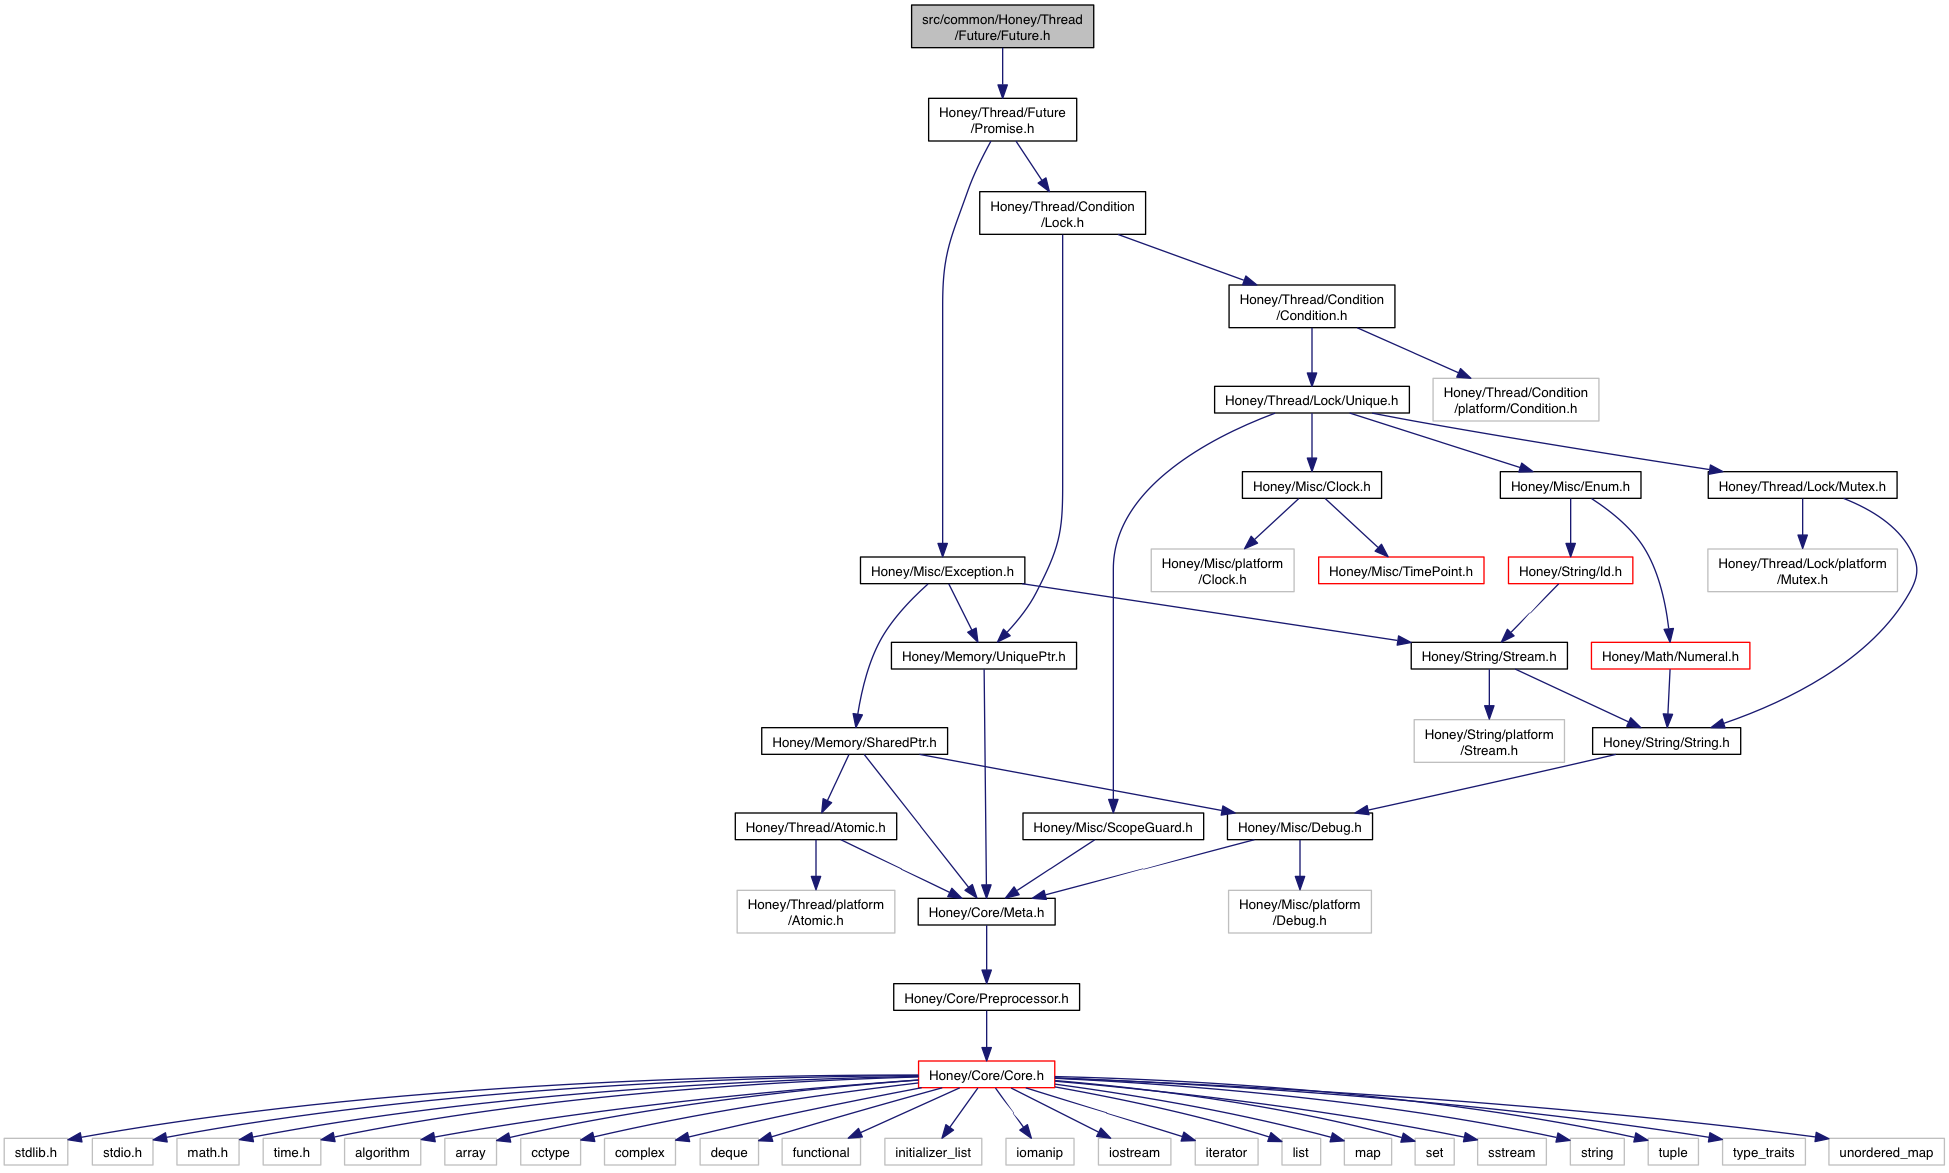 src/common/Honey/Thread
/Future/Future.h
Honey/Thread/Future
/Promise.h
Honey/Thread/Condition
/Lock.h
Honey/Thread/Condition
/Condition.h
Honey/Thread/Lock/Unique.h
Honey/Thread/Condition
/platform/Condition.h
Honey/Misc/Clock.h
Honey/Misc/Enum.h
Honey/Thread/Lock/Mutex.h
Honey/Misc/Exception.h
Honey/Misc/platform
/Clock.h
Honey/Misc/TimePoint.h
Honey/String/Id.h
Honey/Thread/Lock/platform
/Mutex.h
Honey/Memory/UniquePtr.h
Honey/String/Stream.h
Honey/Math/Numeral.h
Honey/Memory/SharedPtr.h
Honey/String/platform
/Stream.h
Honey/String/String.h
Honey/Thread/Atomic.h
Honey/Misc/ScopeGuard.h
Honey/Misc/Debug.h
Honey/Thread/platform
/Atomic.h
Honey/Core/Meta.h
Honey/Misc/platform
/Debug.h
Honey/Core/Preprocessor.h
Honey/Core/Core.h
stdlib.h
stdio.h
math.h
time.h
algorithm
array
cctype
complex
deque
functional
initializer_list
iomanip
iostream
iterator
list
map
set
sstream
string
tuple
type_traits
unordered_map